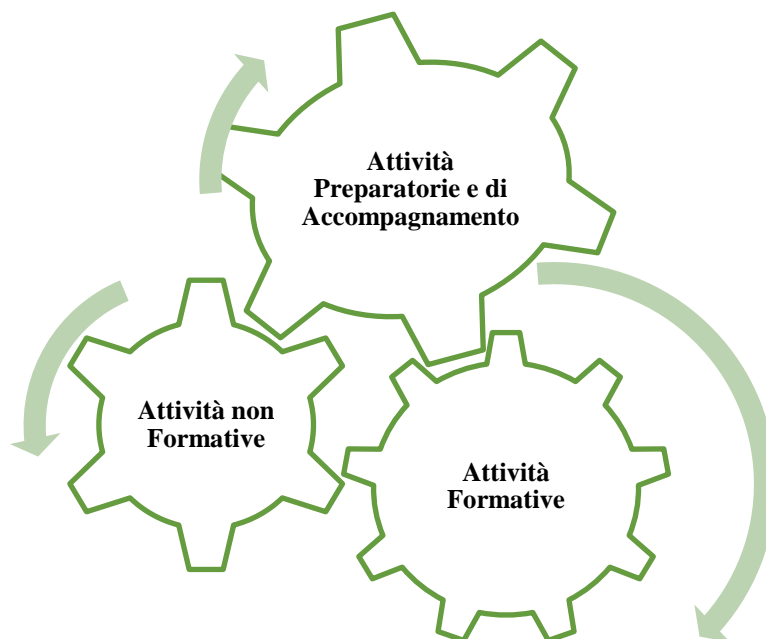 Attività
Preparatorie e di
Accompagnamento
Attività non
Formative
Attività
Formative